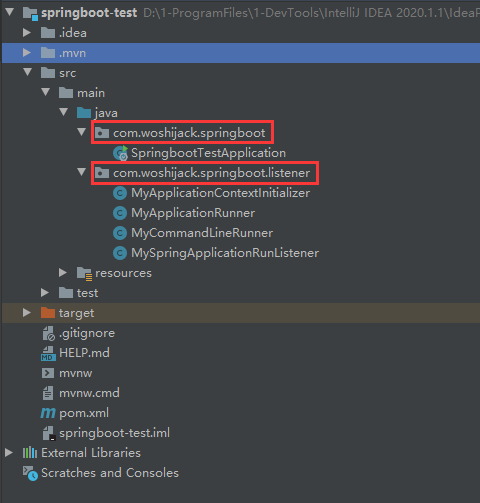 springboot-test D:\1-ProgramFiles\1-DevTools\IntelliJ IDEA 2020.1.1\IdeaP
.idea
.mvn
src
main
java
com.woshijack.springboot
SpringbootTestApplication
com.woshijack.springboot.listener
MyApplicationContextInitializer
MyApplicationRunner
MyCommandLineRunner
MySpringApplicationRunListener
resources
test
target
.gitignore
HELP.md
mvnw
mvnw.cmd
pom.xml
springboot-test.iml
External Libraries
Scratches and Consoles